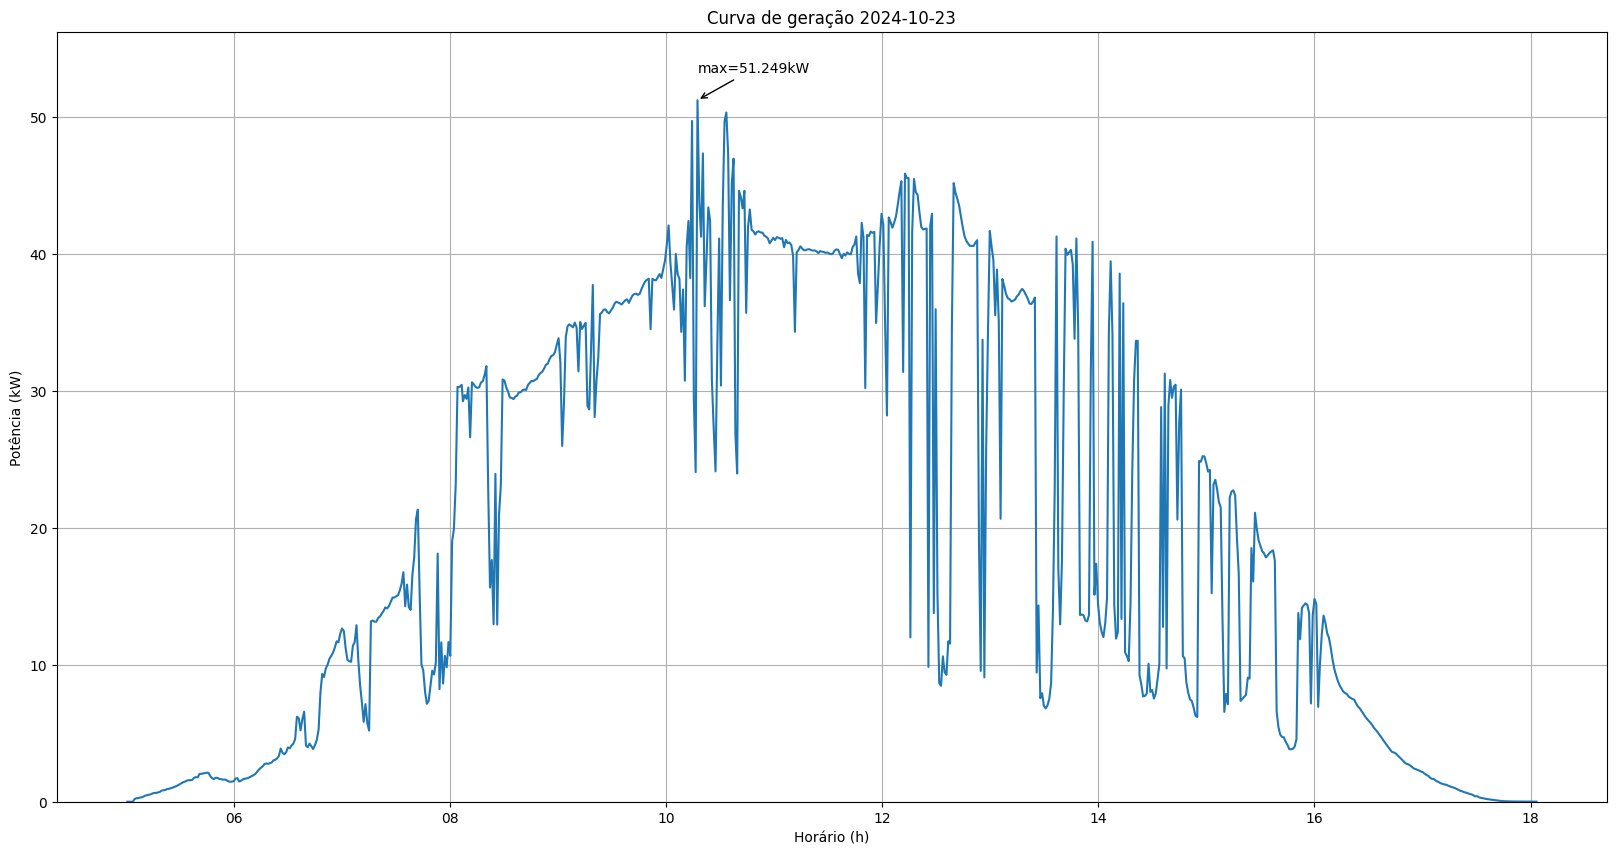 Curva de geração 2024-10-23
max=51.249kW
50
40
30
20
10
0
Potência (kW)
06 08 10 12 14 16 18
Horário (h)